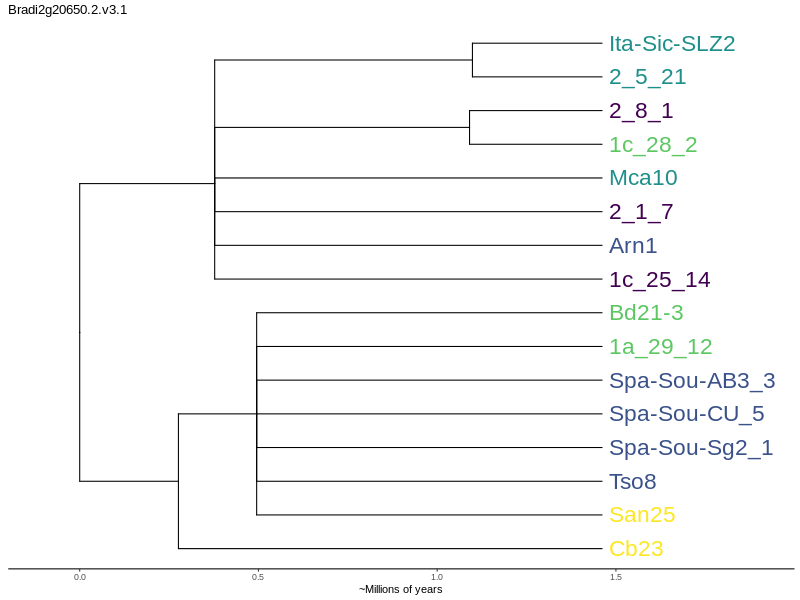 Bradi2g20650.2.v3.1
Ita-Sic-SLZ2
2_5_21
2_8_1
1c_28_2
Mca10
2_1_7
Arn1
1c_25_14
Bd21-3
1a_29_12
Spa-Sou-AB3_3
Spa-Sou-CU_5
Spa-Sou-Sg2_1
Tso8
San25
Cb23
0.0 0.5 1.0 1.5
~Millions of years